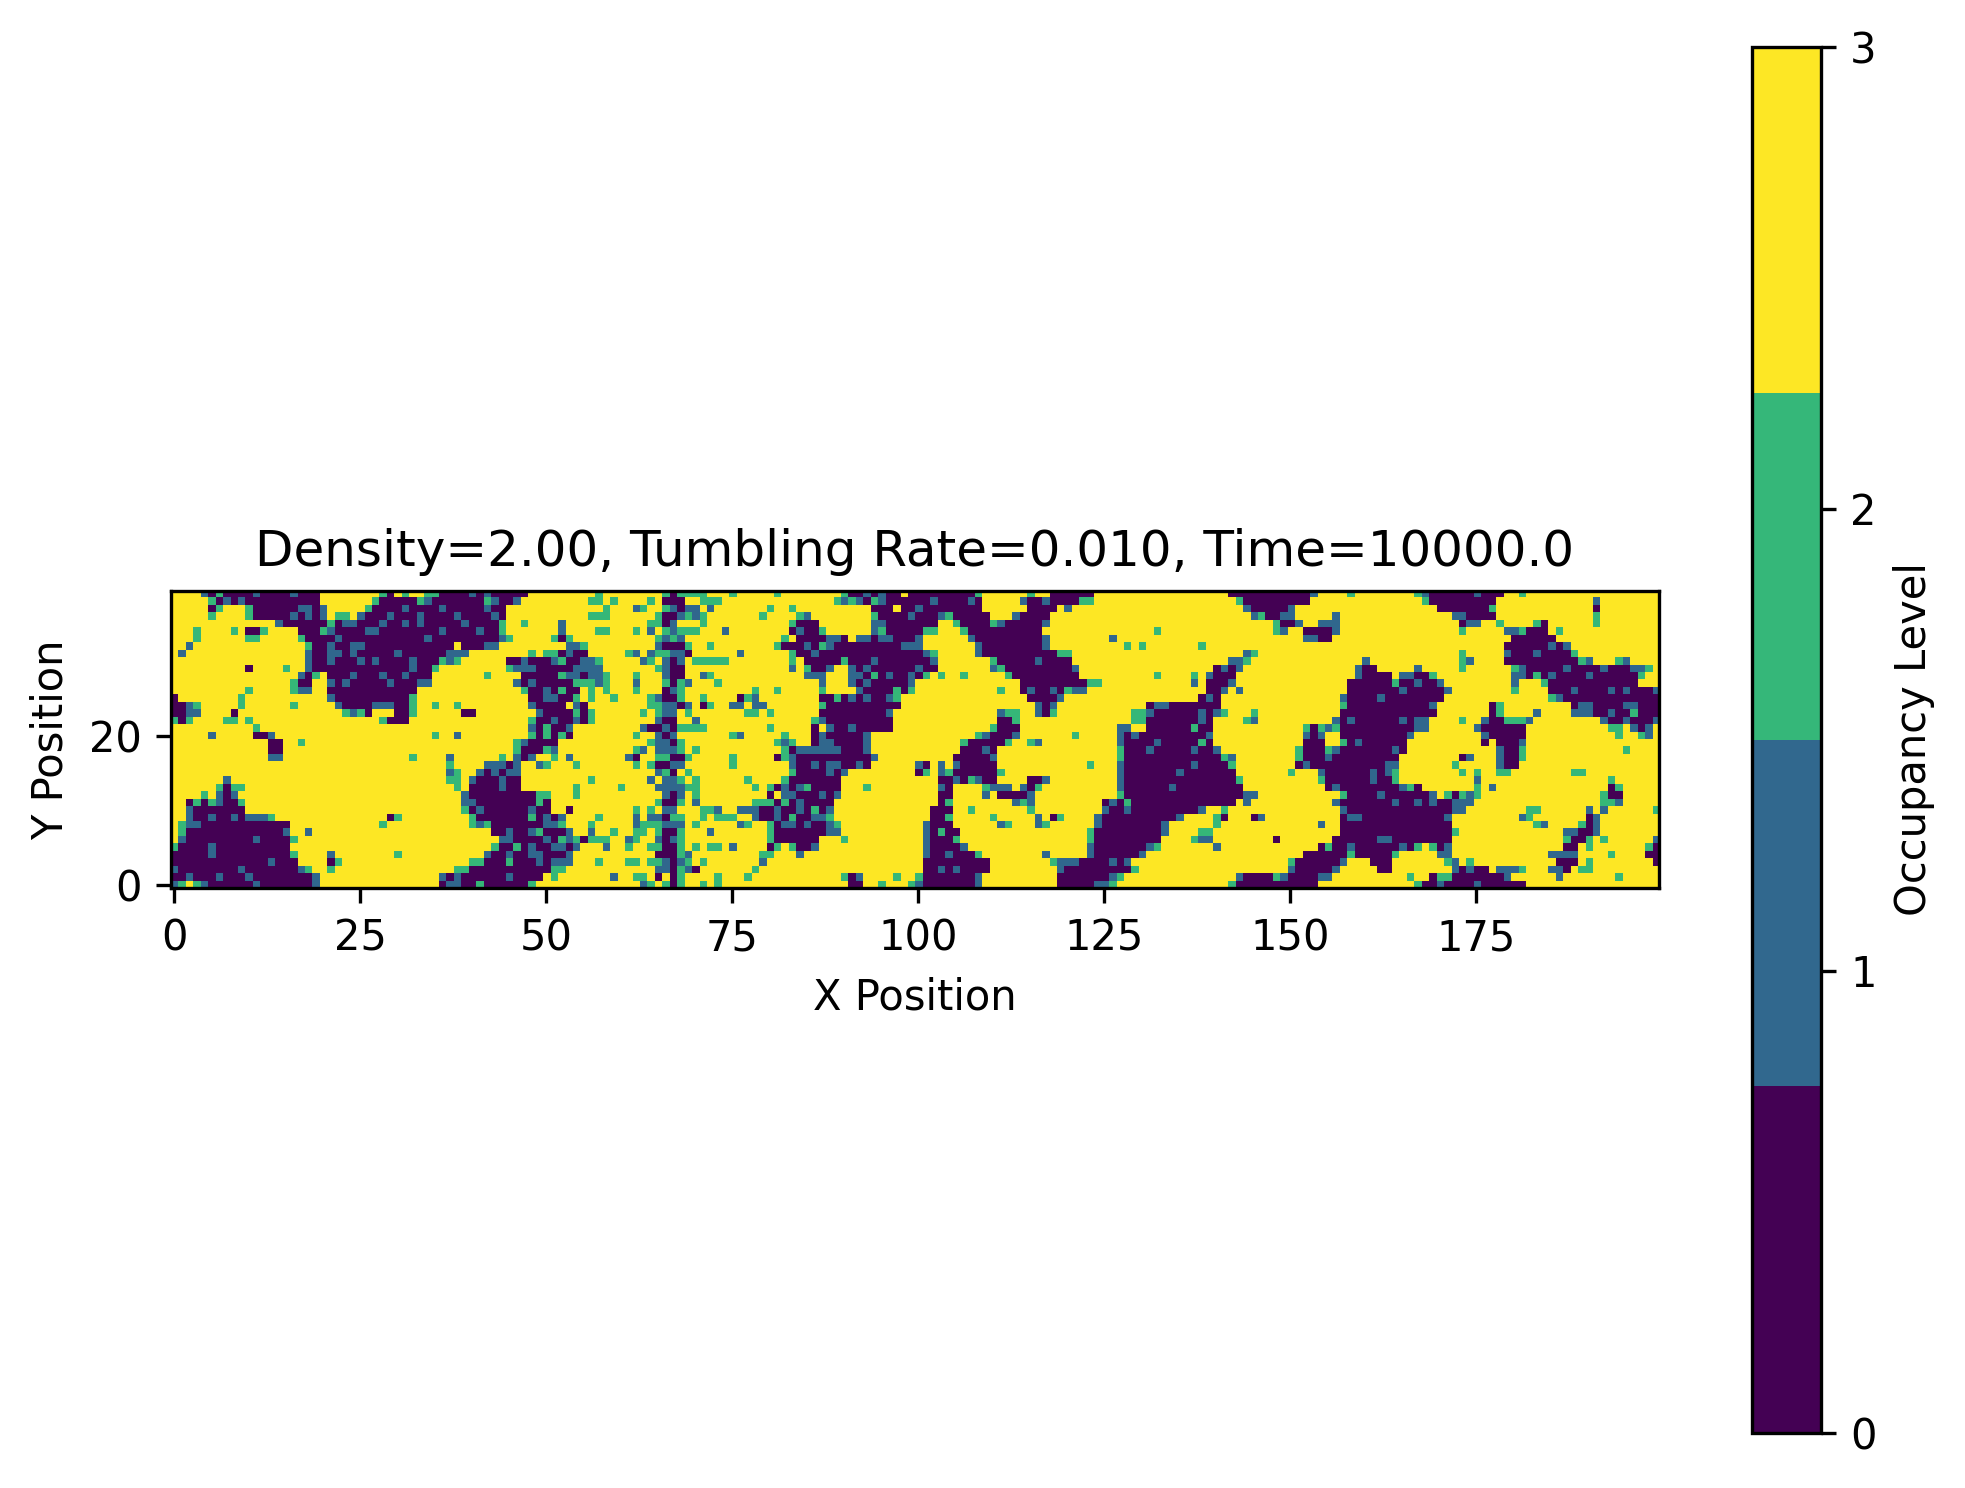 Density=2.00, Tumbling Rate=0.010, Time=10000.0
Y Position
20
0
0 25 50 75 100 125 150 175
X Position
3
2
1
0
Occupancy Level